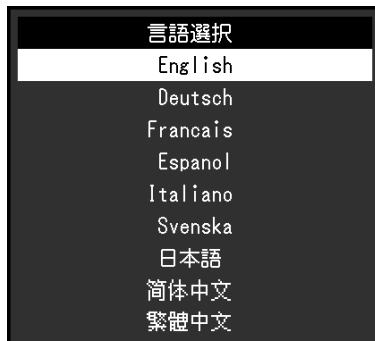 言語選択
English
Deutsch
Francais
Espanol
Italiano
Svenska
日本語
简体中文
繁體中文